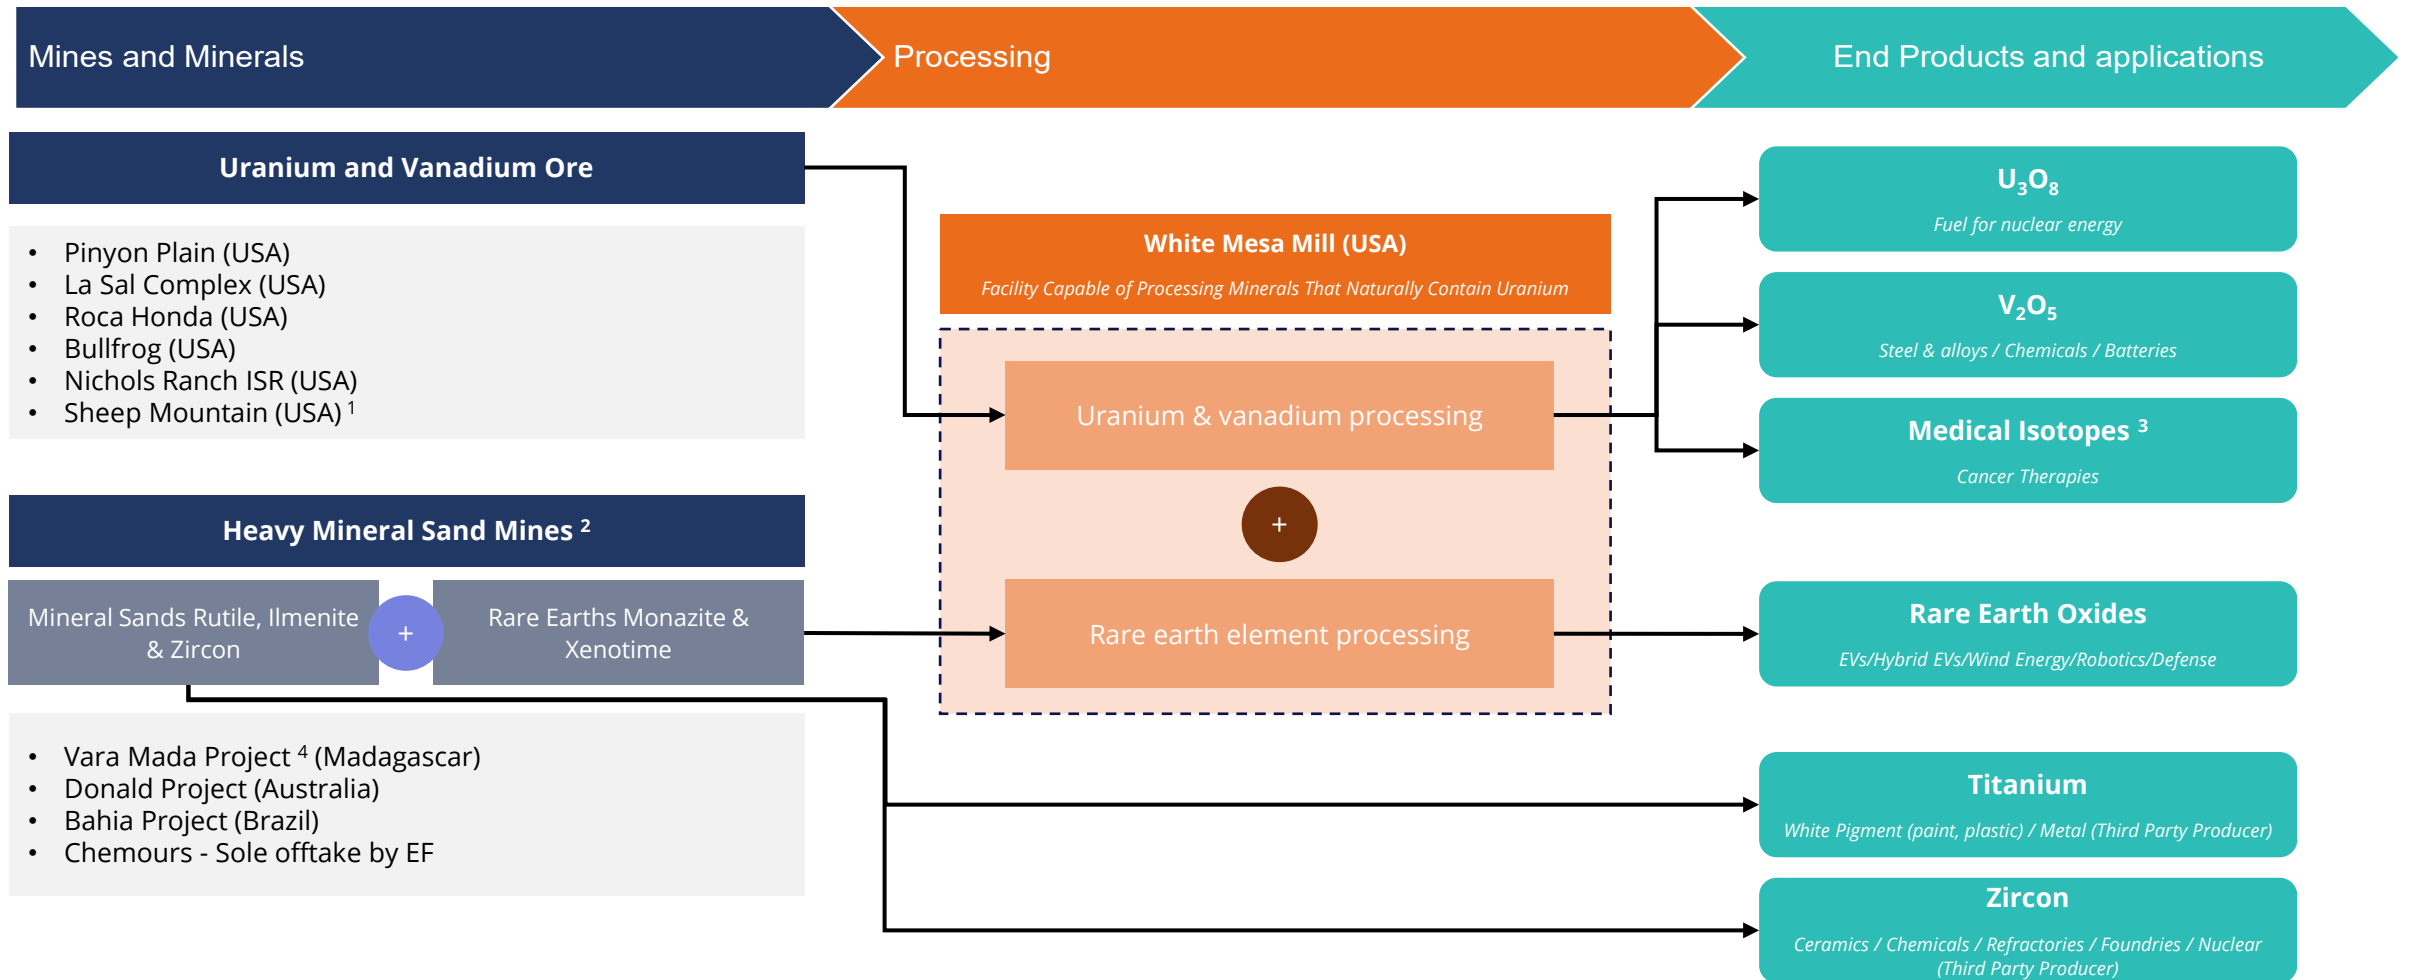 Mines and Minerals
Processing
End Products and applications
Uranium and Vanadium Ore
• Pinyon Plain (USA)
• La Sal Complex (USA)
• Roca Honda (USA)
• Bullfrog (USA)
• Nichols Ranch ISR (USA)
• Sheep Mountain (USA) ¹
Heavy Mineral Sand Mines ²
Mineral Sands Rutile, Ilmenite
& Zircon
+
Rare Earths Monazite &
Xenotime
• Vara Mada Project ⁴ (Madagascar)
• Donald Project (Australia)
• Bahia Project (Brazil)
• Chemours - Sole offtake by EF
White Mesa Mill (USA)
Facility Capable of Processing Minerals That Naturally Contain Uranium
Uranium & vanadium processing
+
Rare earth element processing
U₃O₈
Fuel for nuclear energy
V₂O₅
Steel & alloys / Chemicals / Batteries
Medical Isotopes ³
Cancer Therapies
Rare Earth Oxides
EVs/Hybrid EVs/Wind Energy/Robotics/Defense
Titanium
White Pigment (paint, plastic) / Metal (Third Party Producer)
Zircon
Ceramics / Chemicals / Refractories / Foundries / Nuclear
(Third Party Producer)